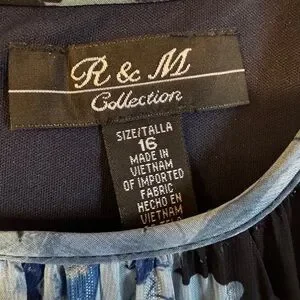 R & M
Collection
SIZE/TALLA
16
MADE IN
VIETNAM
OF IMPORTED
FABRIC
HECHO EN
VIETNAM